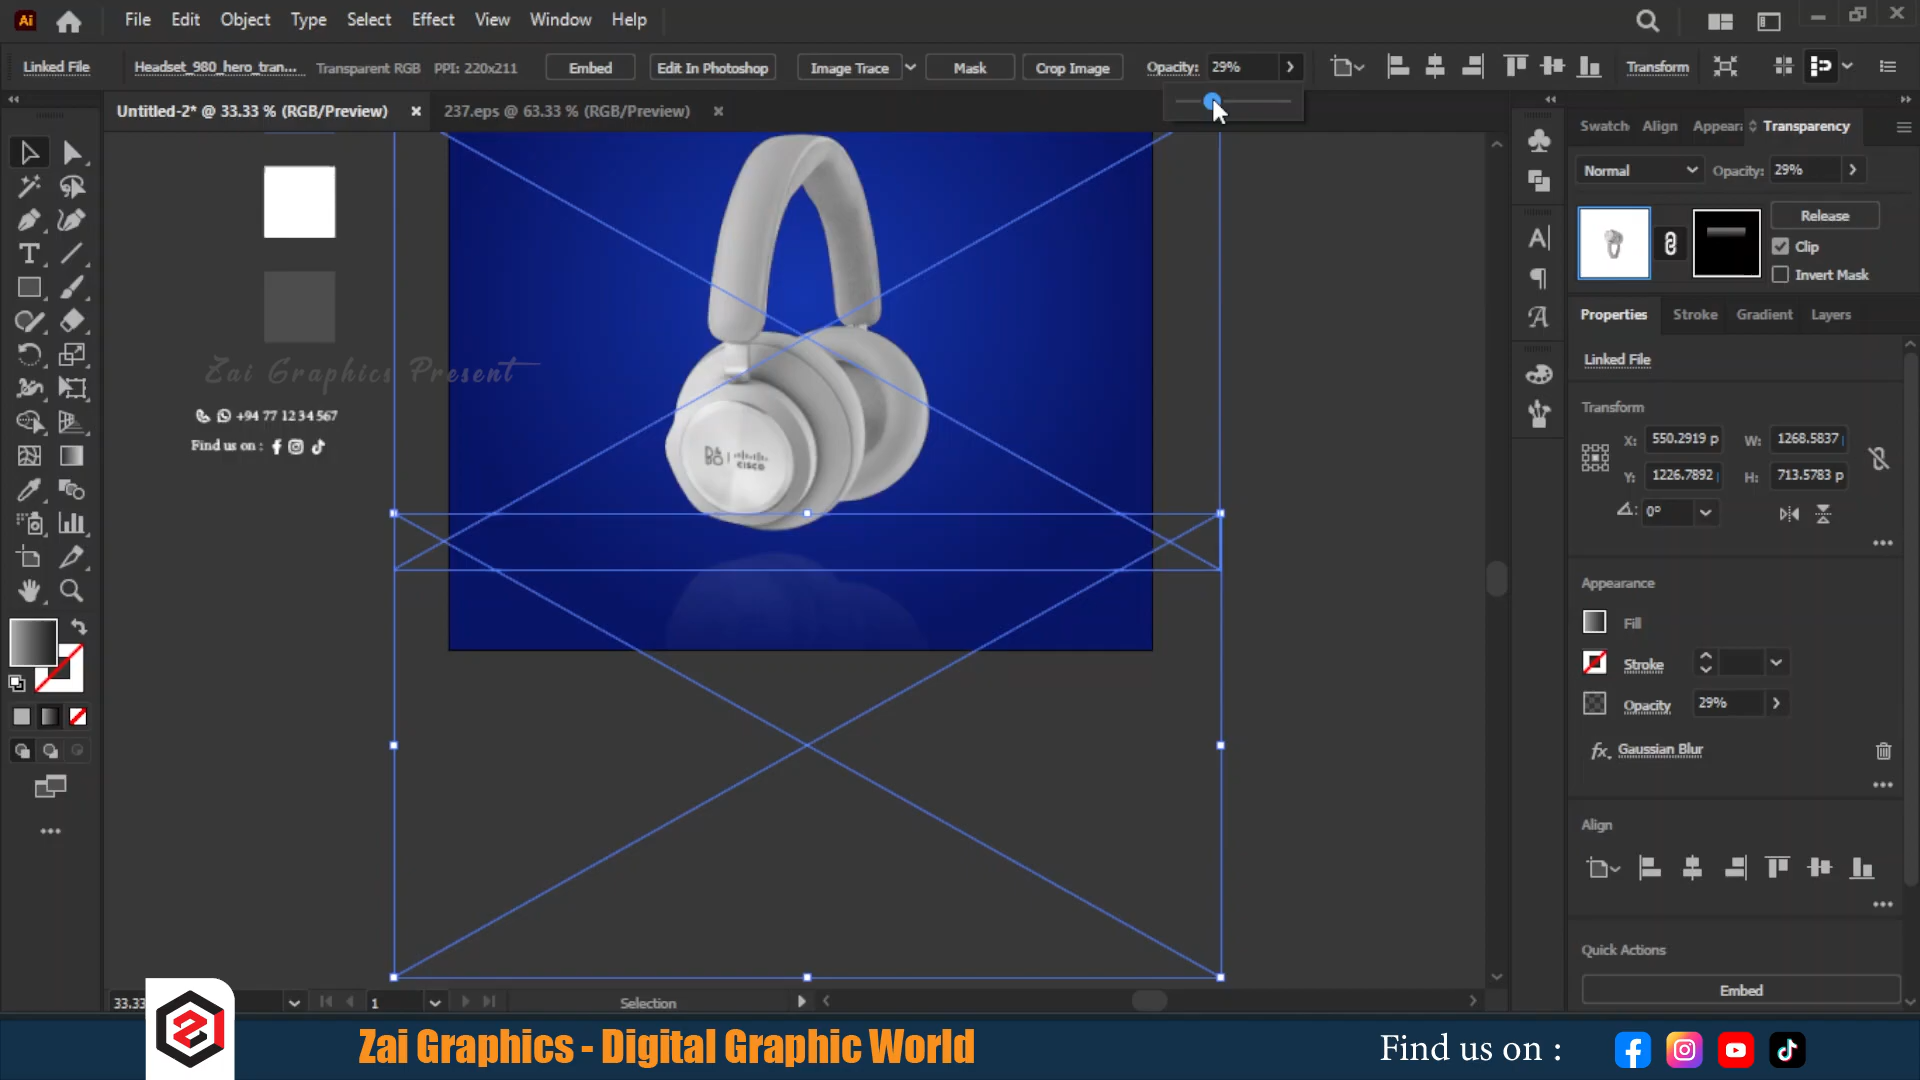 Ai File Edit Object Type Select Effect View Window Help
Linked File Headset_980_hero_tran... Transparent RGB PPI: 220x211 Embed Edit In Photoshop Image Trace Mask Crop Image Opacity: 29% Transform
Untitled-2* @ 33.33 % (RGB/Preview) × 237.eps @ 63.33 % (RGB/Preview) ×
Swatch Align Appear Transparency
Normal Opacity: 29%
Release
Clip
Invert Mask
Properties Stroke Gradient Layers
Linked File
Transform
X: 550.2919 p W: 1268.5837
Y: 1226.7892 H: 713.5783 p
0°
Appearance
Fill
Stroke
Opacity 29%
fx Gaussian Blur
Align
Quick Actions
Embed
Zai Graphics Present
+94 77 1234567
Find us on :
B&O cisco
33.33 1 Selection
Zai Graphics - Digital Graphic World
Find us on :